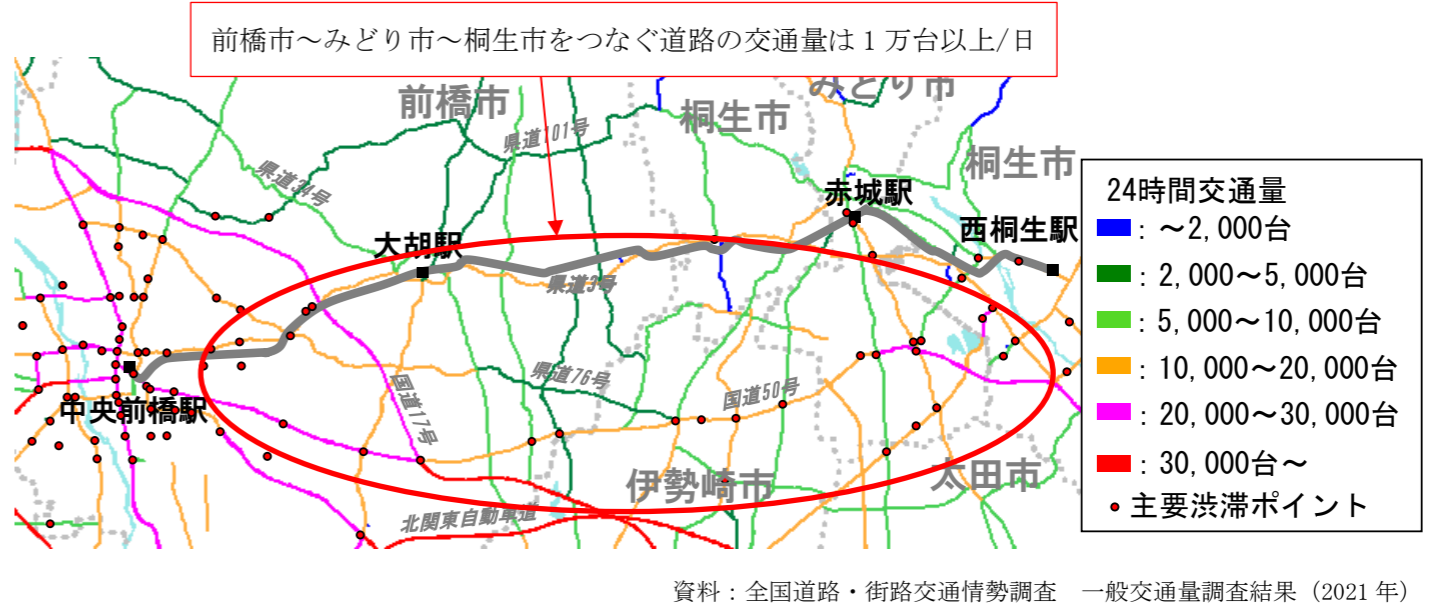 前橋市～みどり市～桐生市をつなぐ道路の交通量は1万台以上/日
前橋市
桐生市
みどり市
桐生市
県道101号
県道34号
赤城駅
西桐生駅
大胡駅
県道3号
県道76号
国道50号
国道17号
中央前橋駅
伊勢崎市
太田市
北関東自動車道
24時間交通量
：～2,000台
：2,000～5,000台
：5,000～10,000台
：10,000～20,000台
：20,000～30,000台
：30,000台～
主要渋滞ポイント
資料：全国道路・街路交通情勢調査　一般交通量調査結果（2021年）